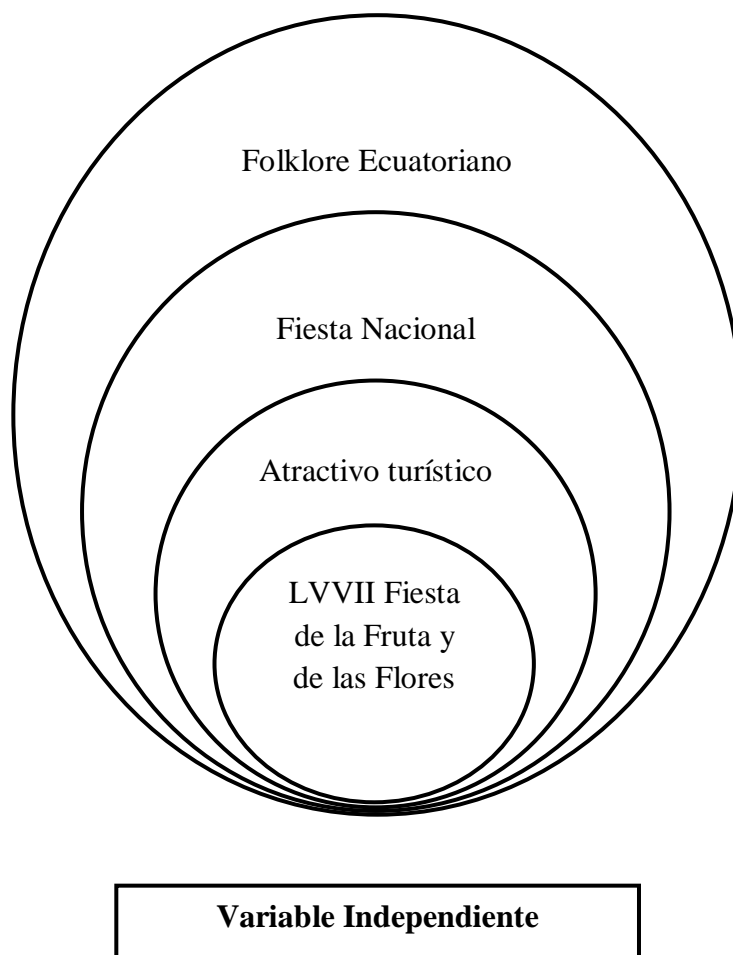 Folklore Ecuatoriano
Fiesta Nacional
Atractivo turístico
LVVII Fiesta
de la Fruta y
de las Flores
Variable Independiente